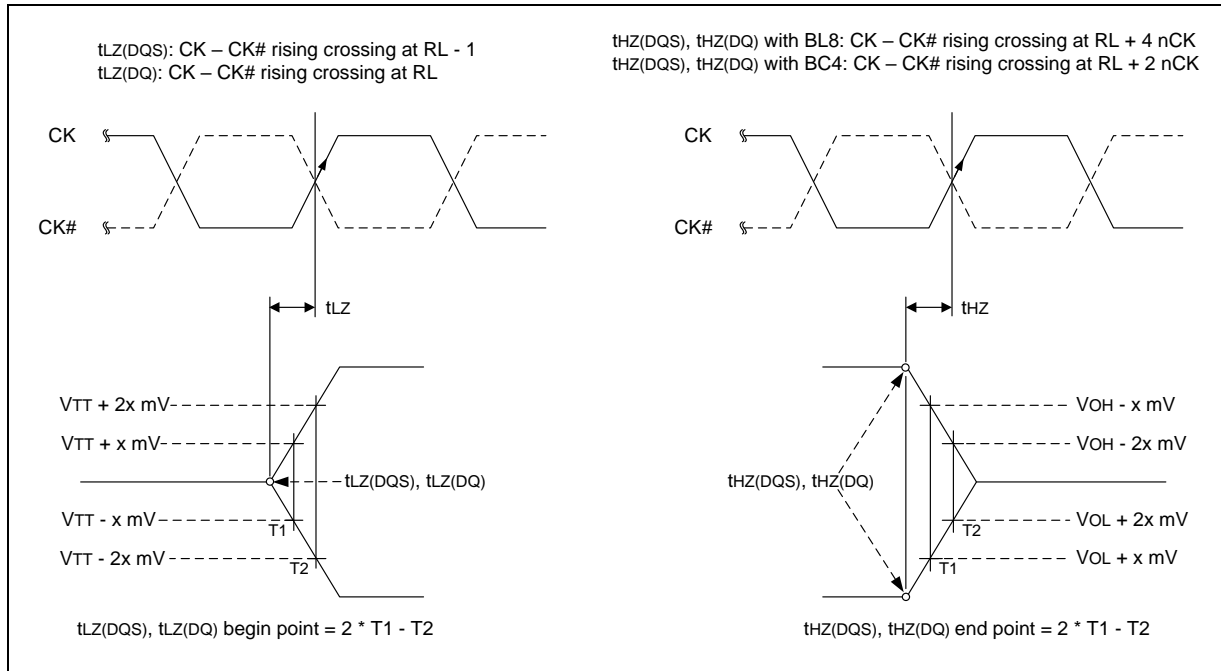 tLZ(DQS): CK – CK# rising crossing at RL - 1
tLZ(DQ): CK – CK# rising crossing at RL
CK
CK#
tLZ
VTT + 2x mV
VTT + x mV
tLZ(DQS), tLZ(DQ)
VTT - x mV
T1
VTT - 2x mV
T2
tLZ(DQS), tLZ(DQ) begin point = 2 * T1 - T2
tHZ(DQS), tHZ(DQ) with BL8: CK – CK# rising crossing at RL + 4 nCK
tHZ(DQS), tHZ(DQ) with BC4: CK – CK# rising crossing at RL + 2 nCK
CK
CK#
tHZ
VOH - x mV
VOH - 2x mV
tHZ(DQS), tHZ(DQ)
VOL + 2x mV
T2
VOL + x mV
T1
tHZ(DQS), tHZ(DQ) end point = 2 * T1 - T2